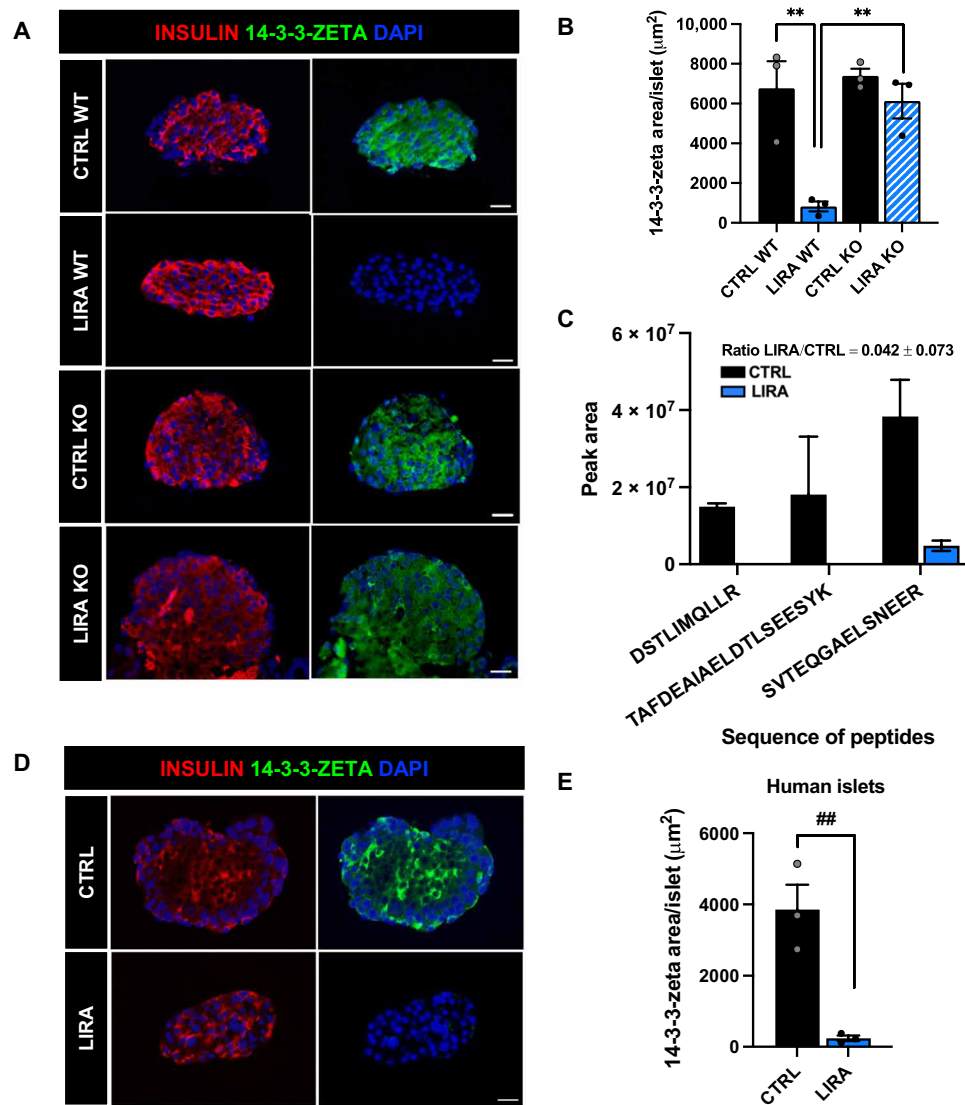 A
INSULIN 14-3-3-ZETA DAPI
CTRL WT
LIRA WT
CTRL KO
LIRA KO
B
14-3-3-zeta area/islet (μm²)
10,000
8000
6000
4000
2000
0
**
**
CTRL WT
LIRA WT
CTRL KO
LIRA KO
C
Peak area
6 × 10⁷
4 × 10⁷
2 × 10⁷
0
Ratio LIRA/CTRL = 0.042 ± 0.073
CTRL
LIRA
DSTLIMQLLR
TAFDEAIAELDTLSEESYK
SVTEQGAELSNEER
Sequence of peptides
D
INSULIN 14-3-3-ZETA DAPI
CTRL
LIRA
E
Human islets
14-3-3-zeta area/islet (μm²)
6000
4000
2000
0
##
CTRL
LIRA